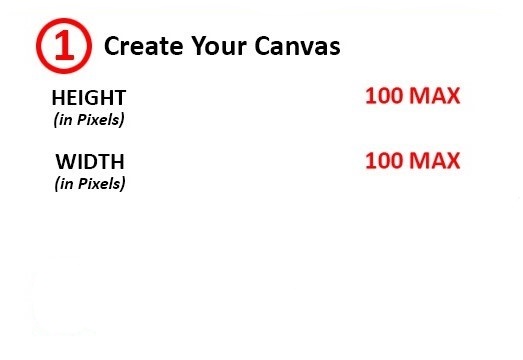 1 Create Your Canvas
HEIGHT 100 MAX
(in Pixels)
WIDTH 100 MAX
(in Pixels)